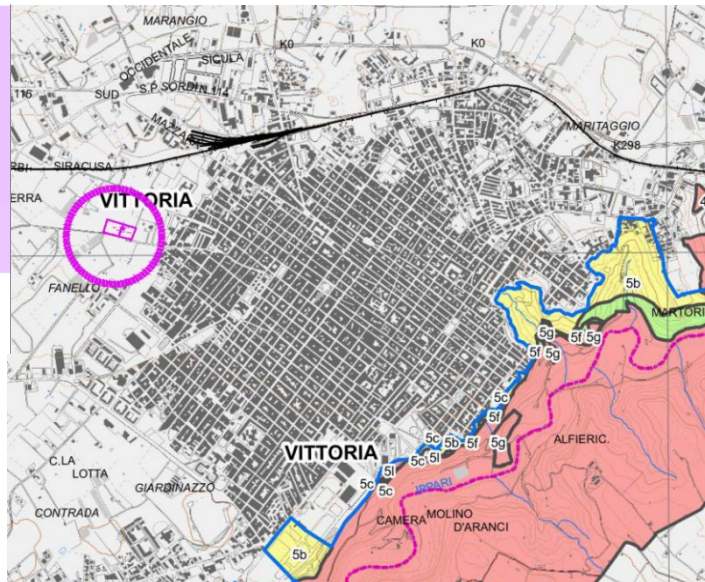 MARANGIO
OCCIDENTALE
SICULA
K0
K0
116
SUD
S.P SORDI N.114
MARITAGGIO
K298
SIRACUSA
ERRA
VITTORIA
FANELLO
5b
MARTORI
5g
5f
5g
5f
5g
5c
5f
5c
5b
5f
5g
ALFIERIC.
VITTORIA
5c
5l
5l
5c
5c
IPPARI
C.LA
LOTTA
GIARDINAZZO
CAMERA
MOLINO
D'ARANCI
CONTRADA
5b